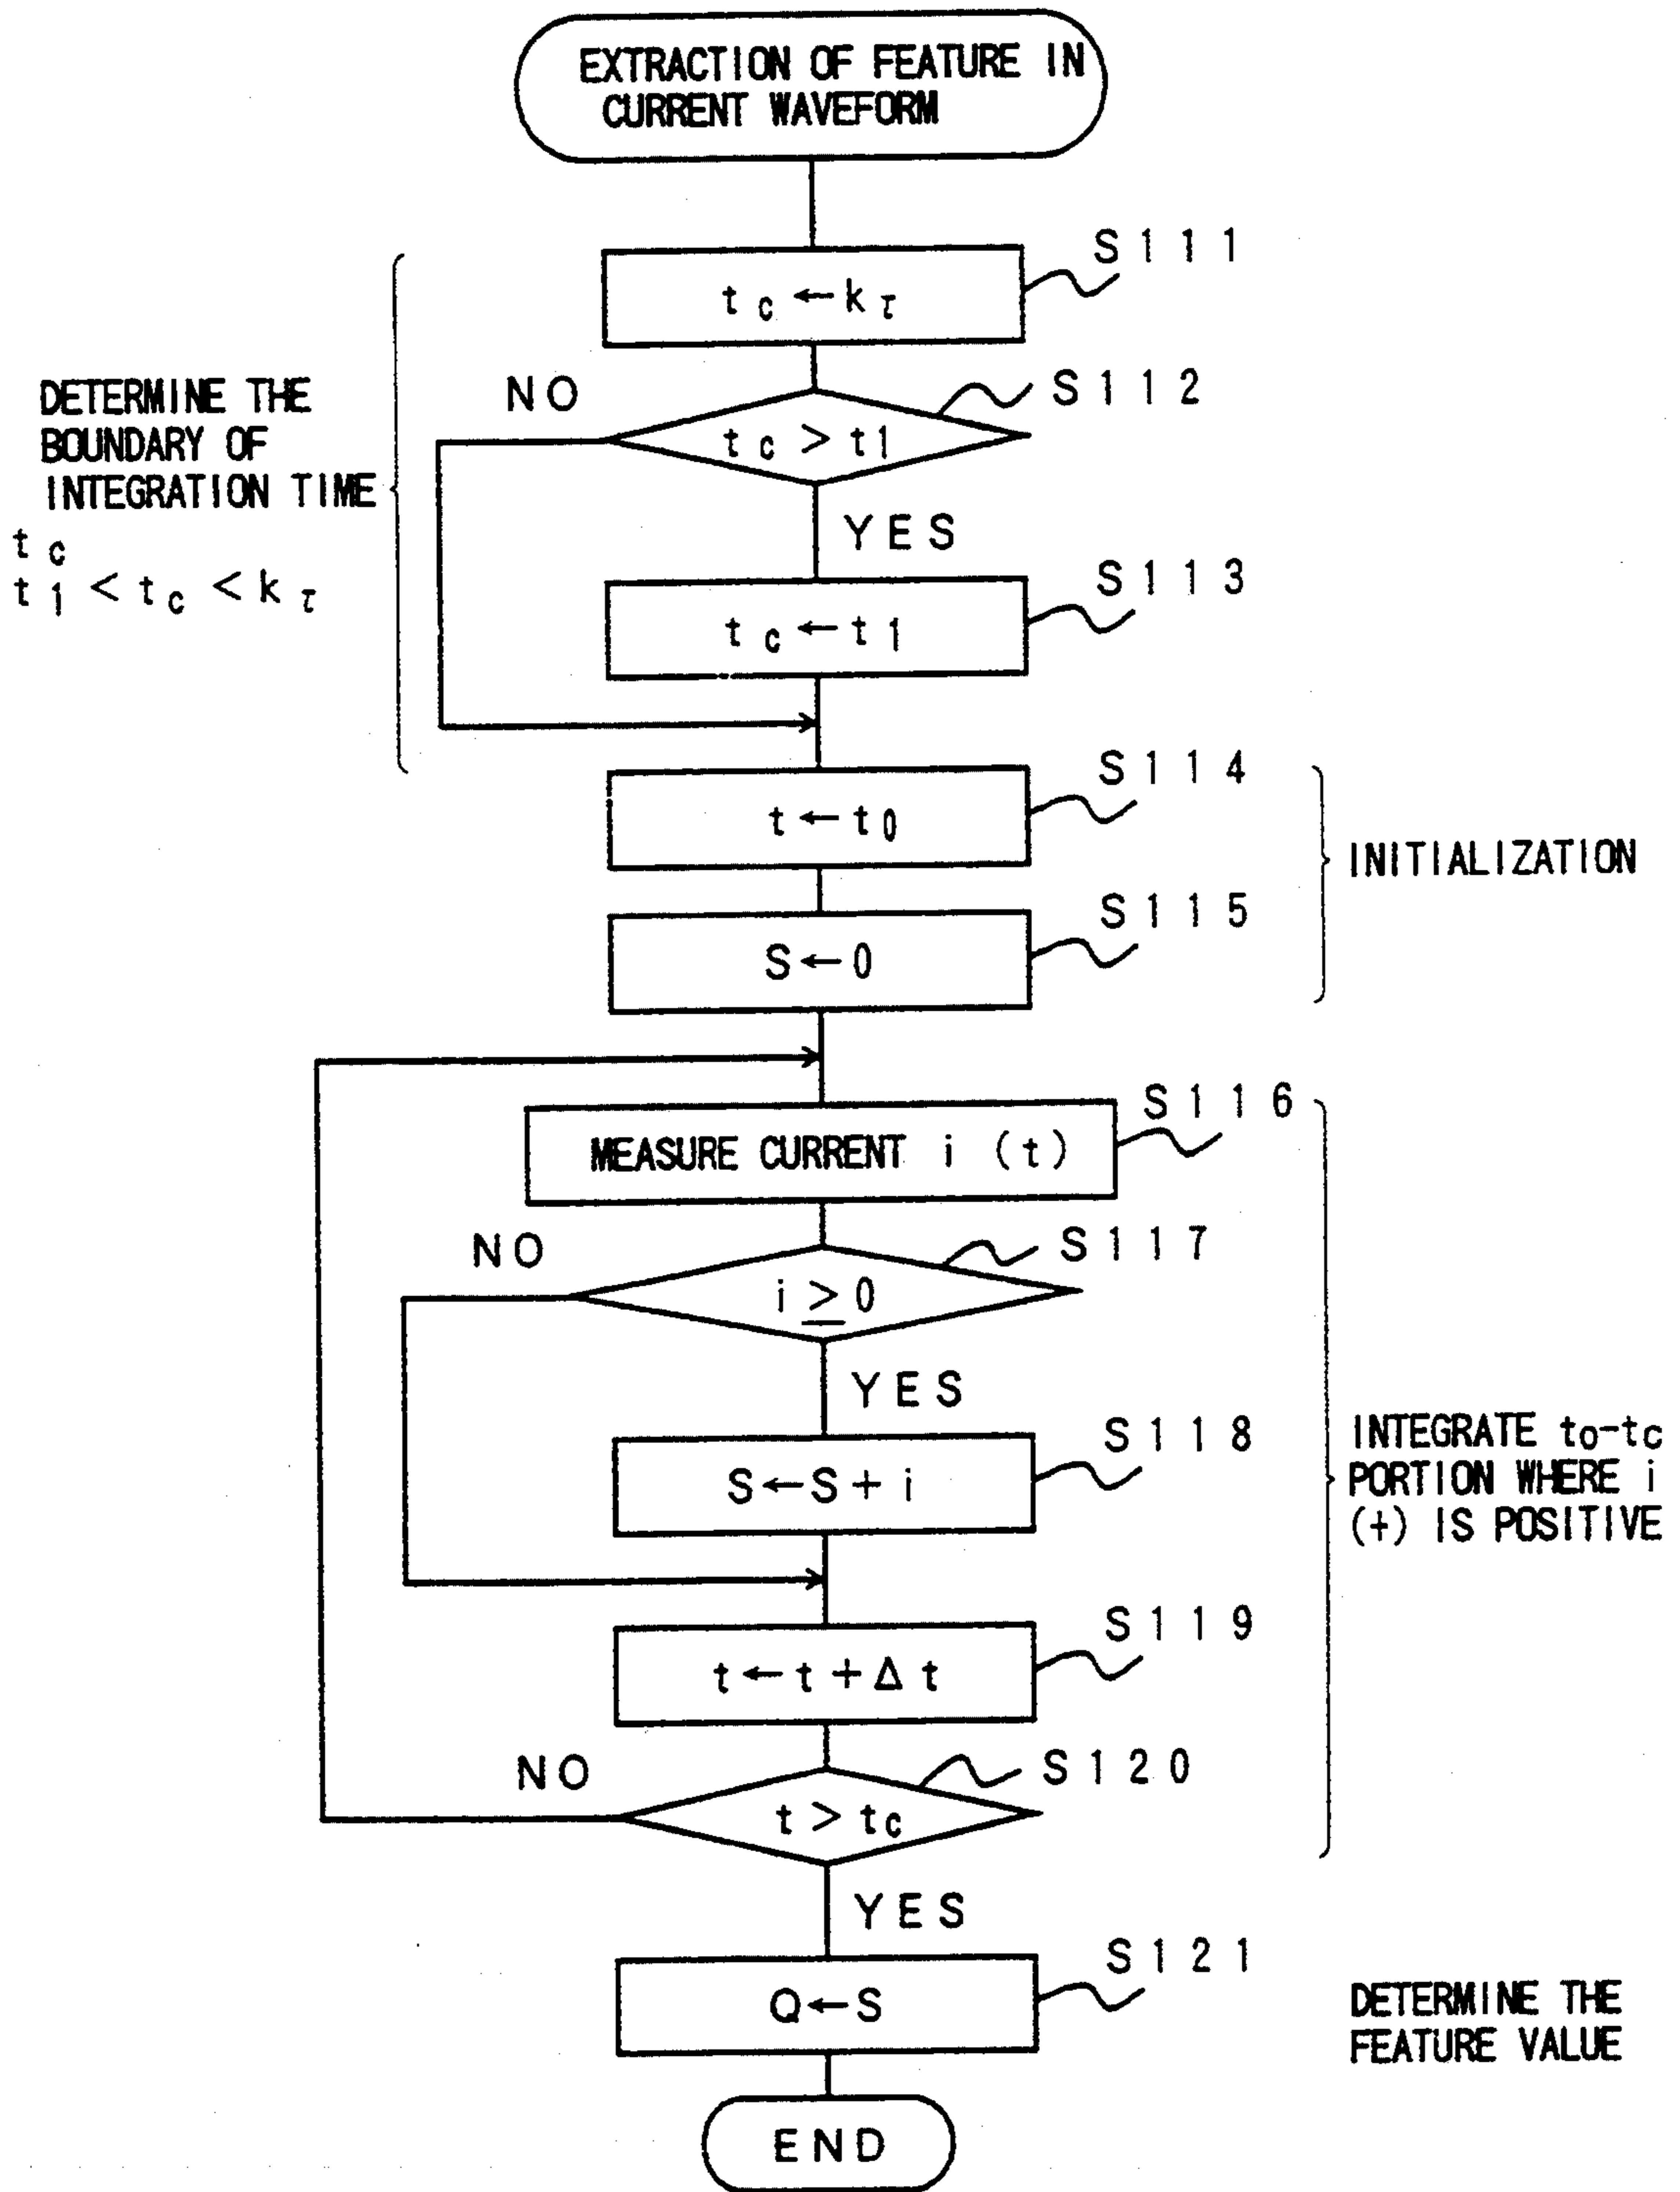 EXTRACTION OF FEATURE IN
CURRENT WAVEFORM
S111
tc ← kτ
DETERMINE THE
BOUNDARY OF
INTEGRATION TIME
tc
t1 < tc < kτ
NO
S112
tc > t1
YES
S113
tc ← t1
S114
t ← t0
INITIALIZATION
S115
S ← 0
S116
MEASURE CURRENT i (t)
NO
S117
i ≥ 0
YES
S118
S ← S + i
INTEGRATE t0-tc
PORTION WHERE i
(+) IS POSITIVE
S119
t ← t + Δt
NO
S120
t > tc
YES
S121
Q ← S
DETERMINE THE
FEATURE VALUE
END